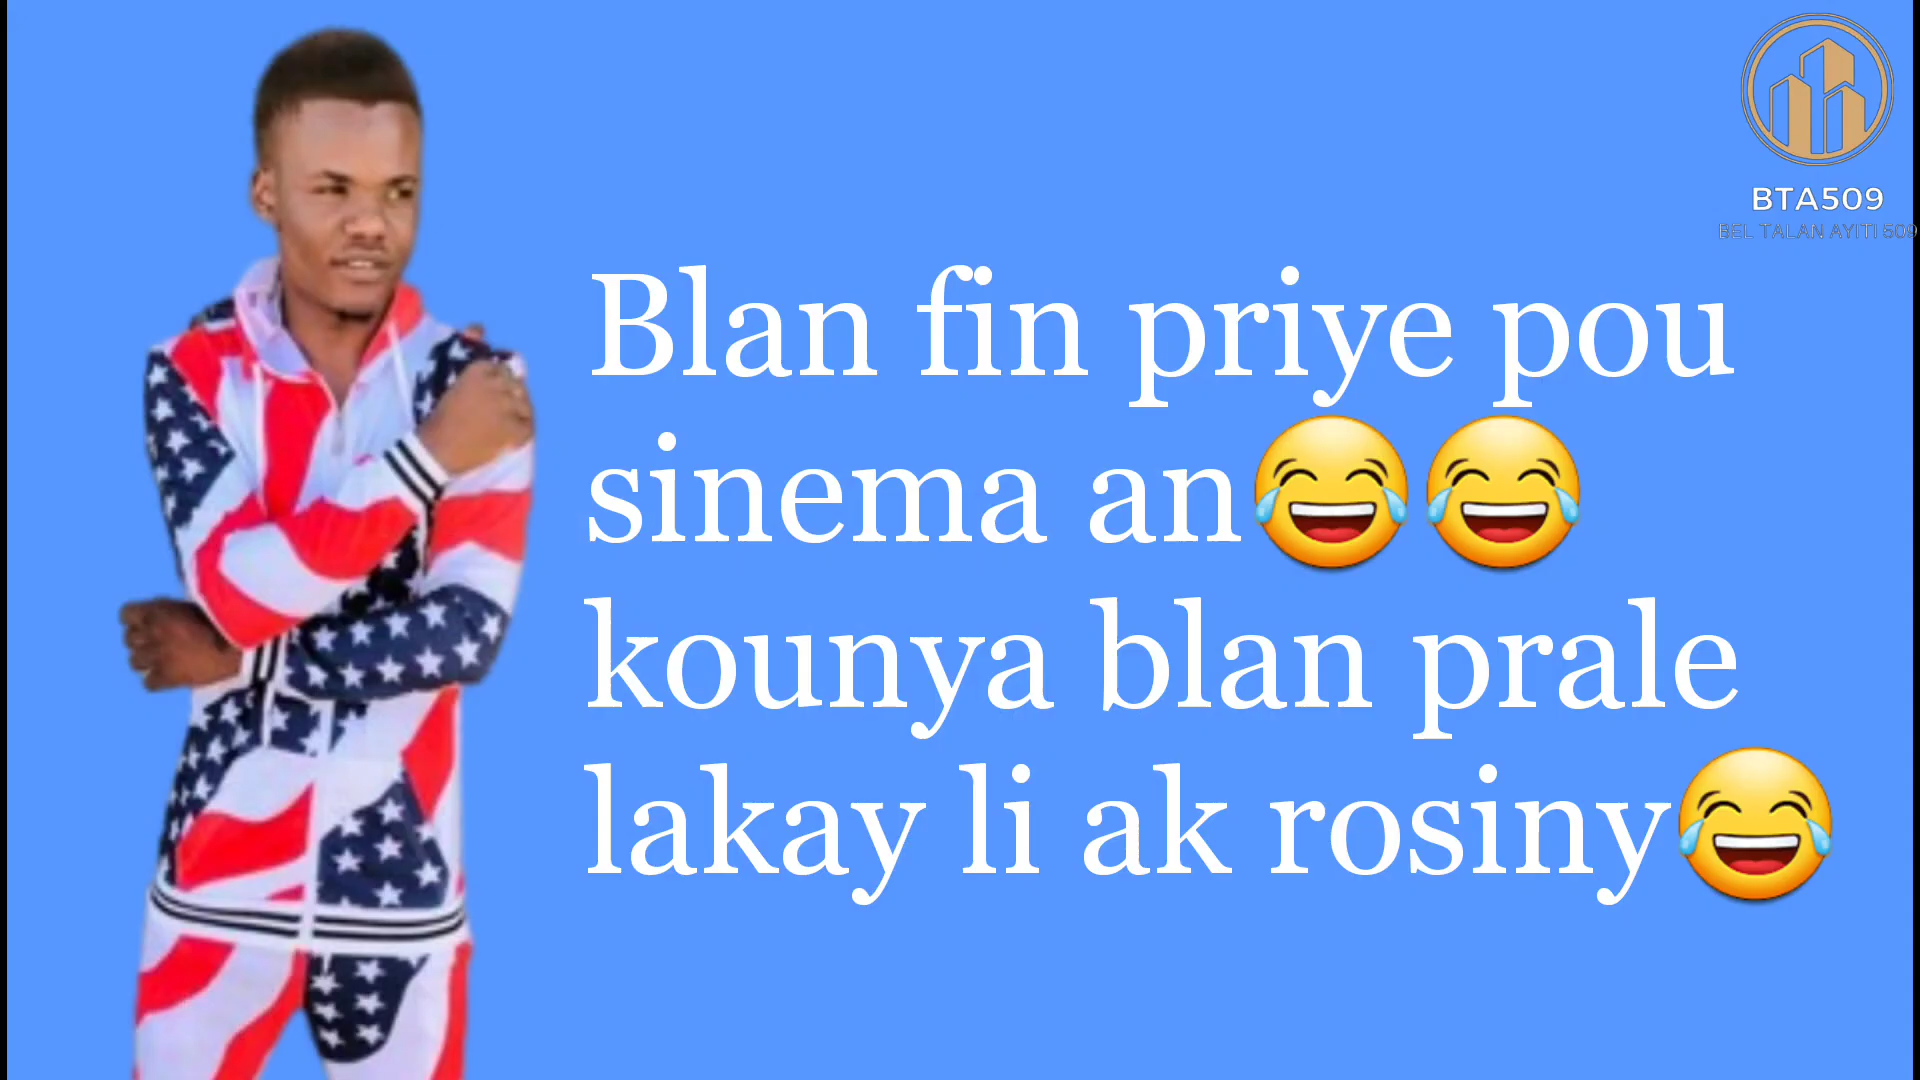 BTA509
BEL TALAN AYITI 509
Blan fin priye pou
sinema an😂😂
kounya blan prale
lakay li ak rosiny😂